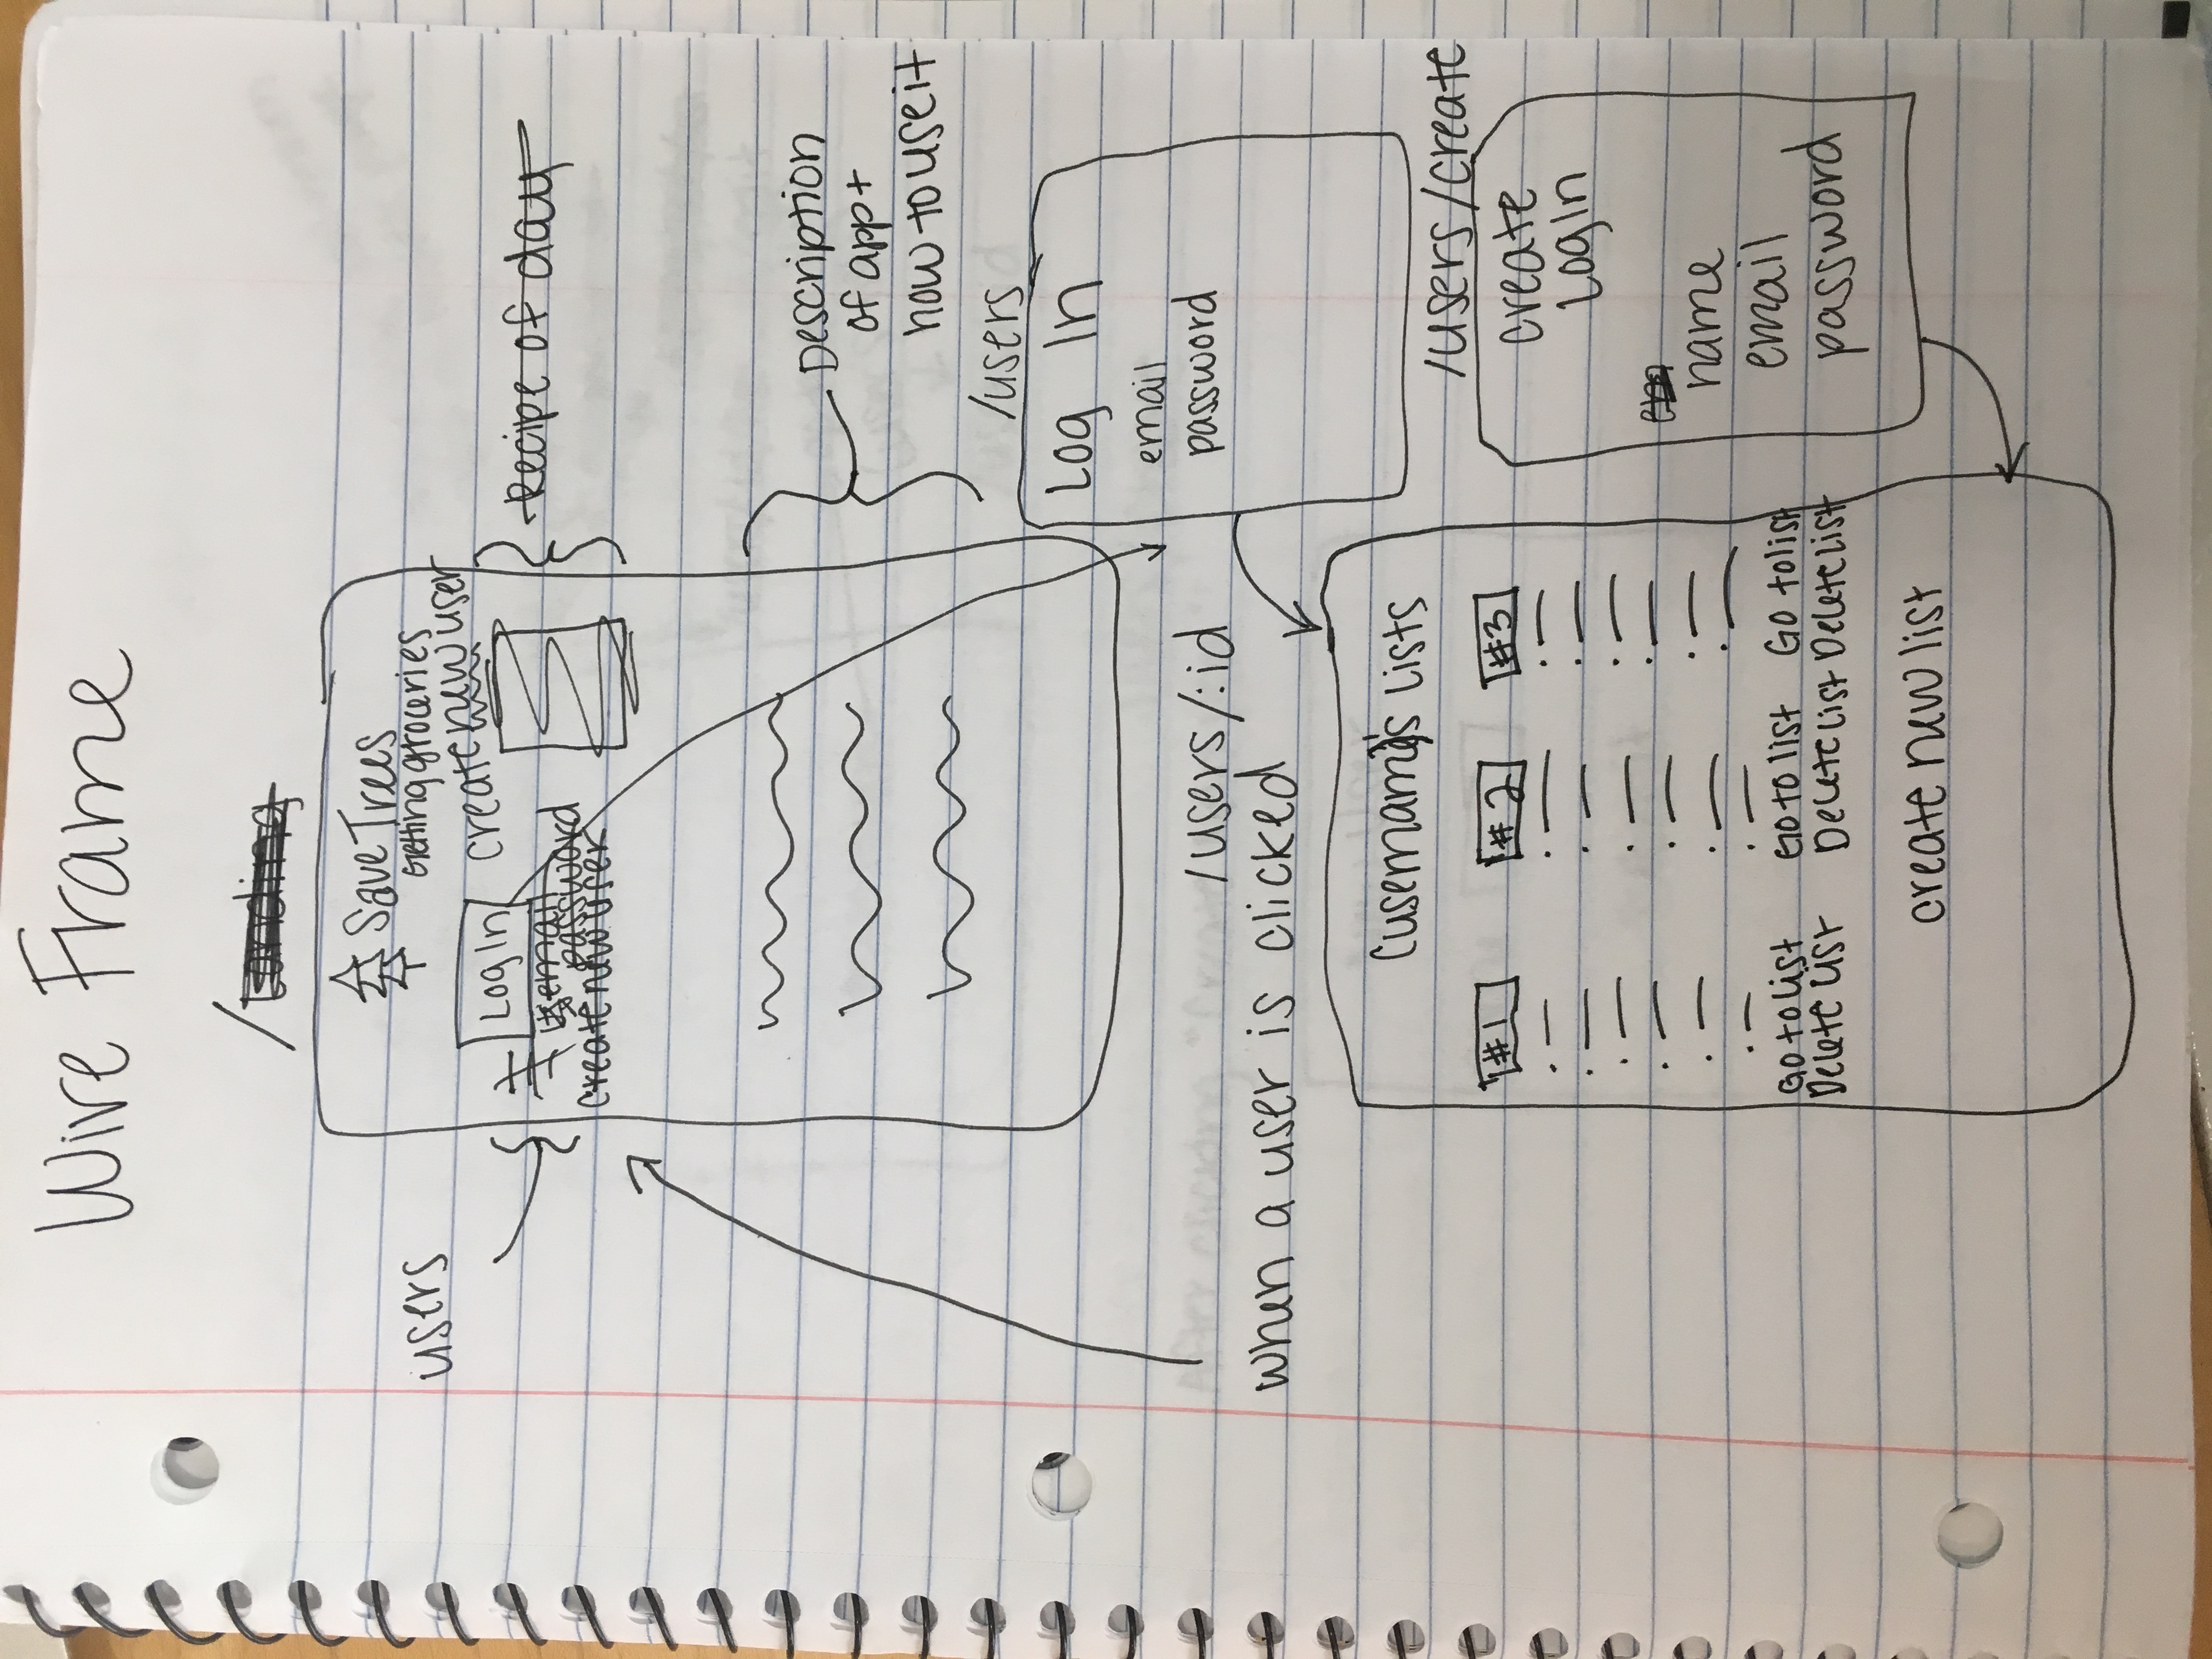 Wire Frame
/Landing
Save Trees
Getting groceries
users
create new user
Log In
Recipe of day
email
password
create new user
Description
of app +
how to use it
/users
Log In
email
password
/users/:id
when a user is clicked
(username)'s Lists
/users/create
#1 #2 #3
create
Log In
name
email
password
Go to list Go to list Go to list
Delete List Delete list Delete list
create new list